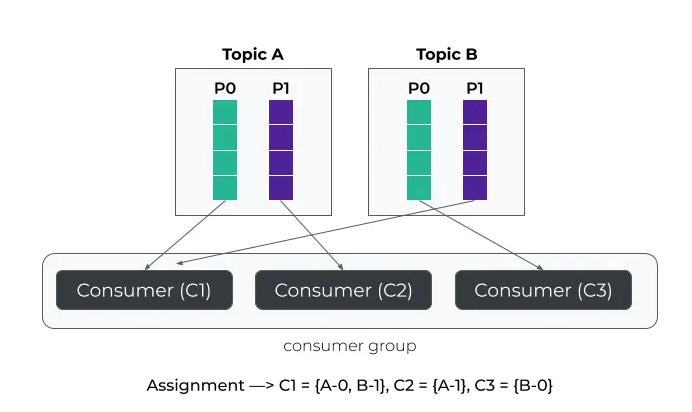 Topic A
Topic B
P0
P1
P0
P1
Consumer (C1)
Consumer (C2)
Consumer (C3)
consumer group
Assignment —> C1 = {A-0, B-1}, C2 = {A-1}, C3 = {B-0}